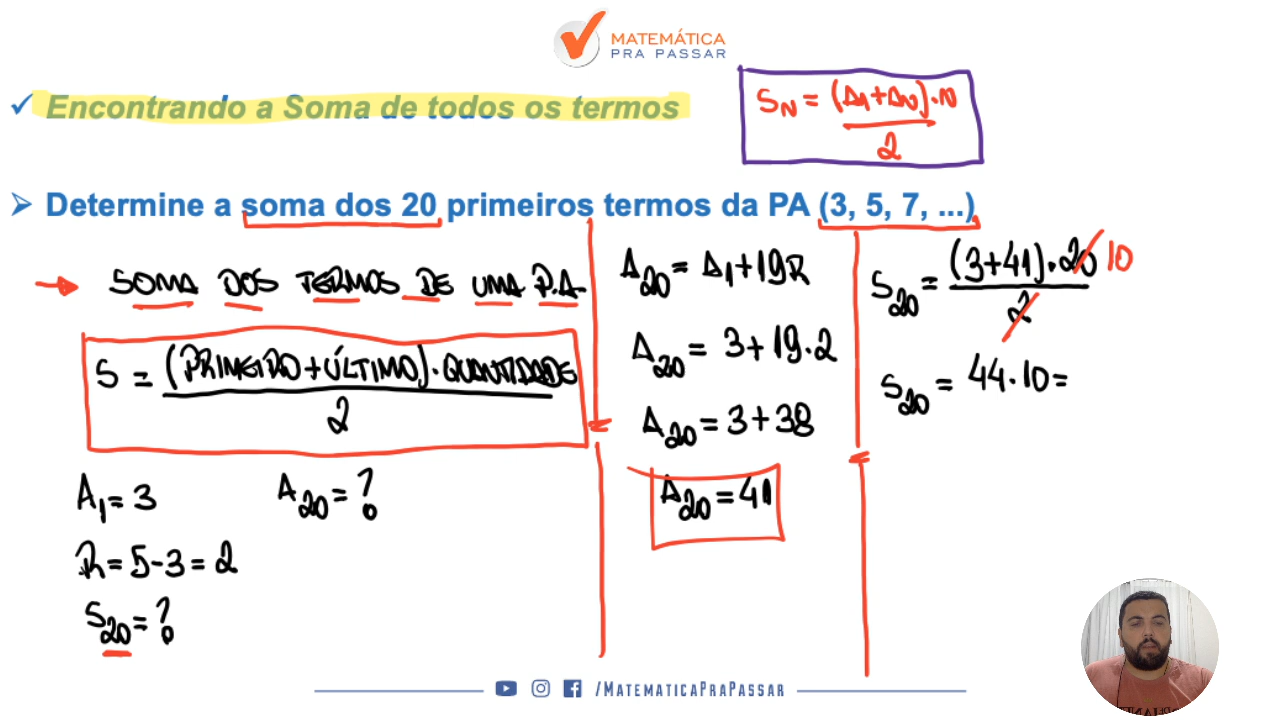 MATEMÁTICA
PRA PASSAR
Encontrando a Soma de todos os termos
SN = (A1+AN)·N
2
Determine a soma dos 20 primeiros termos da PA (3, 5, 7, ...)
SOMA DOS TERMOS DE UMA P.A.
S = (PRIMEIRO+ÚLTIMO)·QUANTIDADE
2
A1 = 3
A20 = ?
R = 5-3 = 2
S20 = ?
A20 = A1+19R
A20 = 3+19·2
A20 = 3+38
A20 = 41
S20 = (3+41)·20 10
2
S20 = 44·10=
/MATEMATICAPRAPASSAR